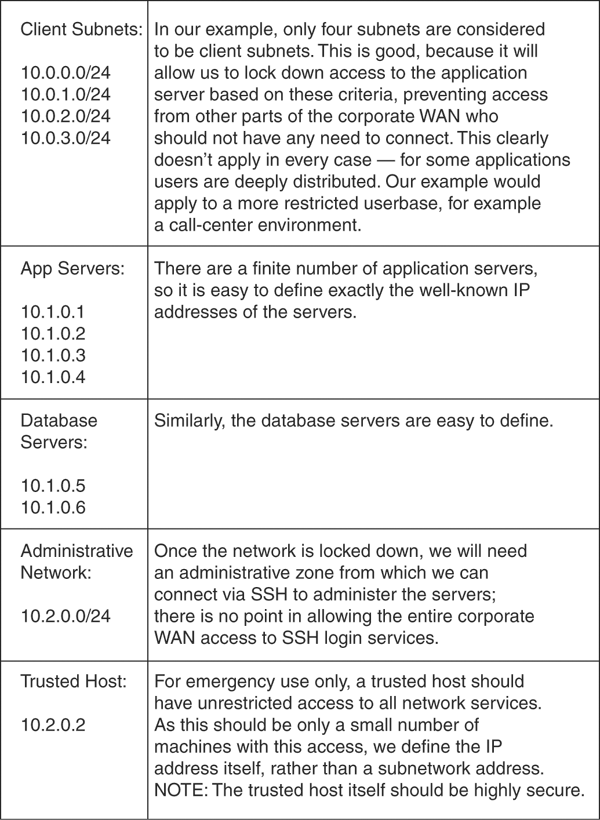 Client Subnets:
10.0.0.0/24
10.0.1.0/24
10.0.2.0/24
10.0.3.0/24
In our example, only four subnets are considered
to be client subnets. This is good, because it will
allow us to lock down access to the application
server based on these criteria, preventing access
from other parts of the corporate WAN who
should not have any need to connect. This clearly
doesn’t apply in every case — for some applications
users are deeply distributed. Our example would
apply to a more restricted userbase, for example
a call-center environment.
App Servers:
10.1.0.1
10.1.0.2
10.1.0.3
10.1.0.4
There are a finite number of application servers,
so it is easy to define exactly the well-known IP
addresses of the servers.
Database
Servers:
10.1.0.5
10.1.0.6
Similarly, the database servers are easy to define.
Administrative
Network:
10.2.0.0/24
Once the network is locked down, we will need
an administrative zone from which we can
connect via SSH to administer the servers;
there is no point in allowing the entire corporate
WAN access to SSH login services.
Trusted Host:
10.2.0.2
For emergency use only, a trusted host should
have unrestricted access to all network services.
As this should be only a small number of
machines with this access, we define the IP
address itself, rather than a subnetwork address.
NOTE: The trusted host itself should be highly secure.